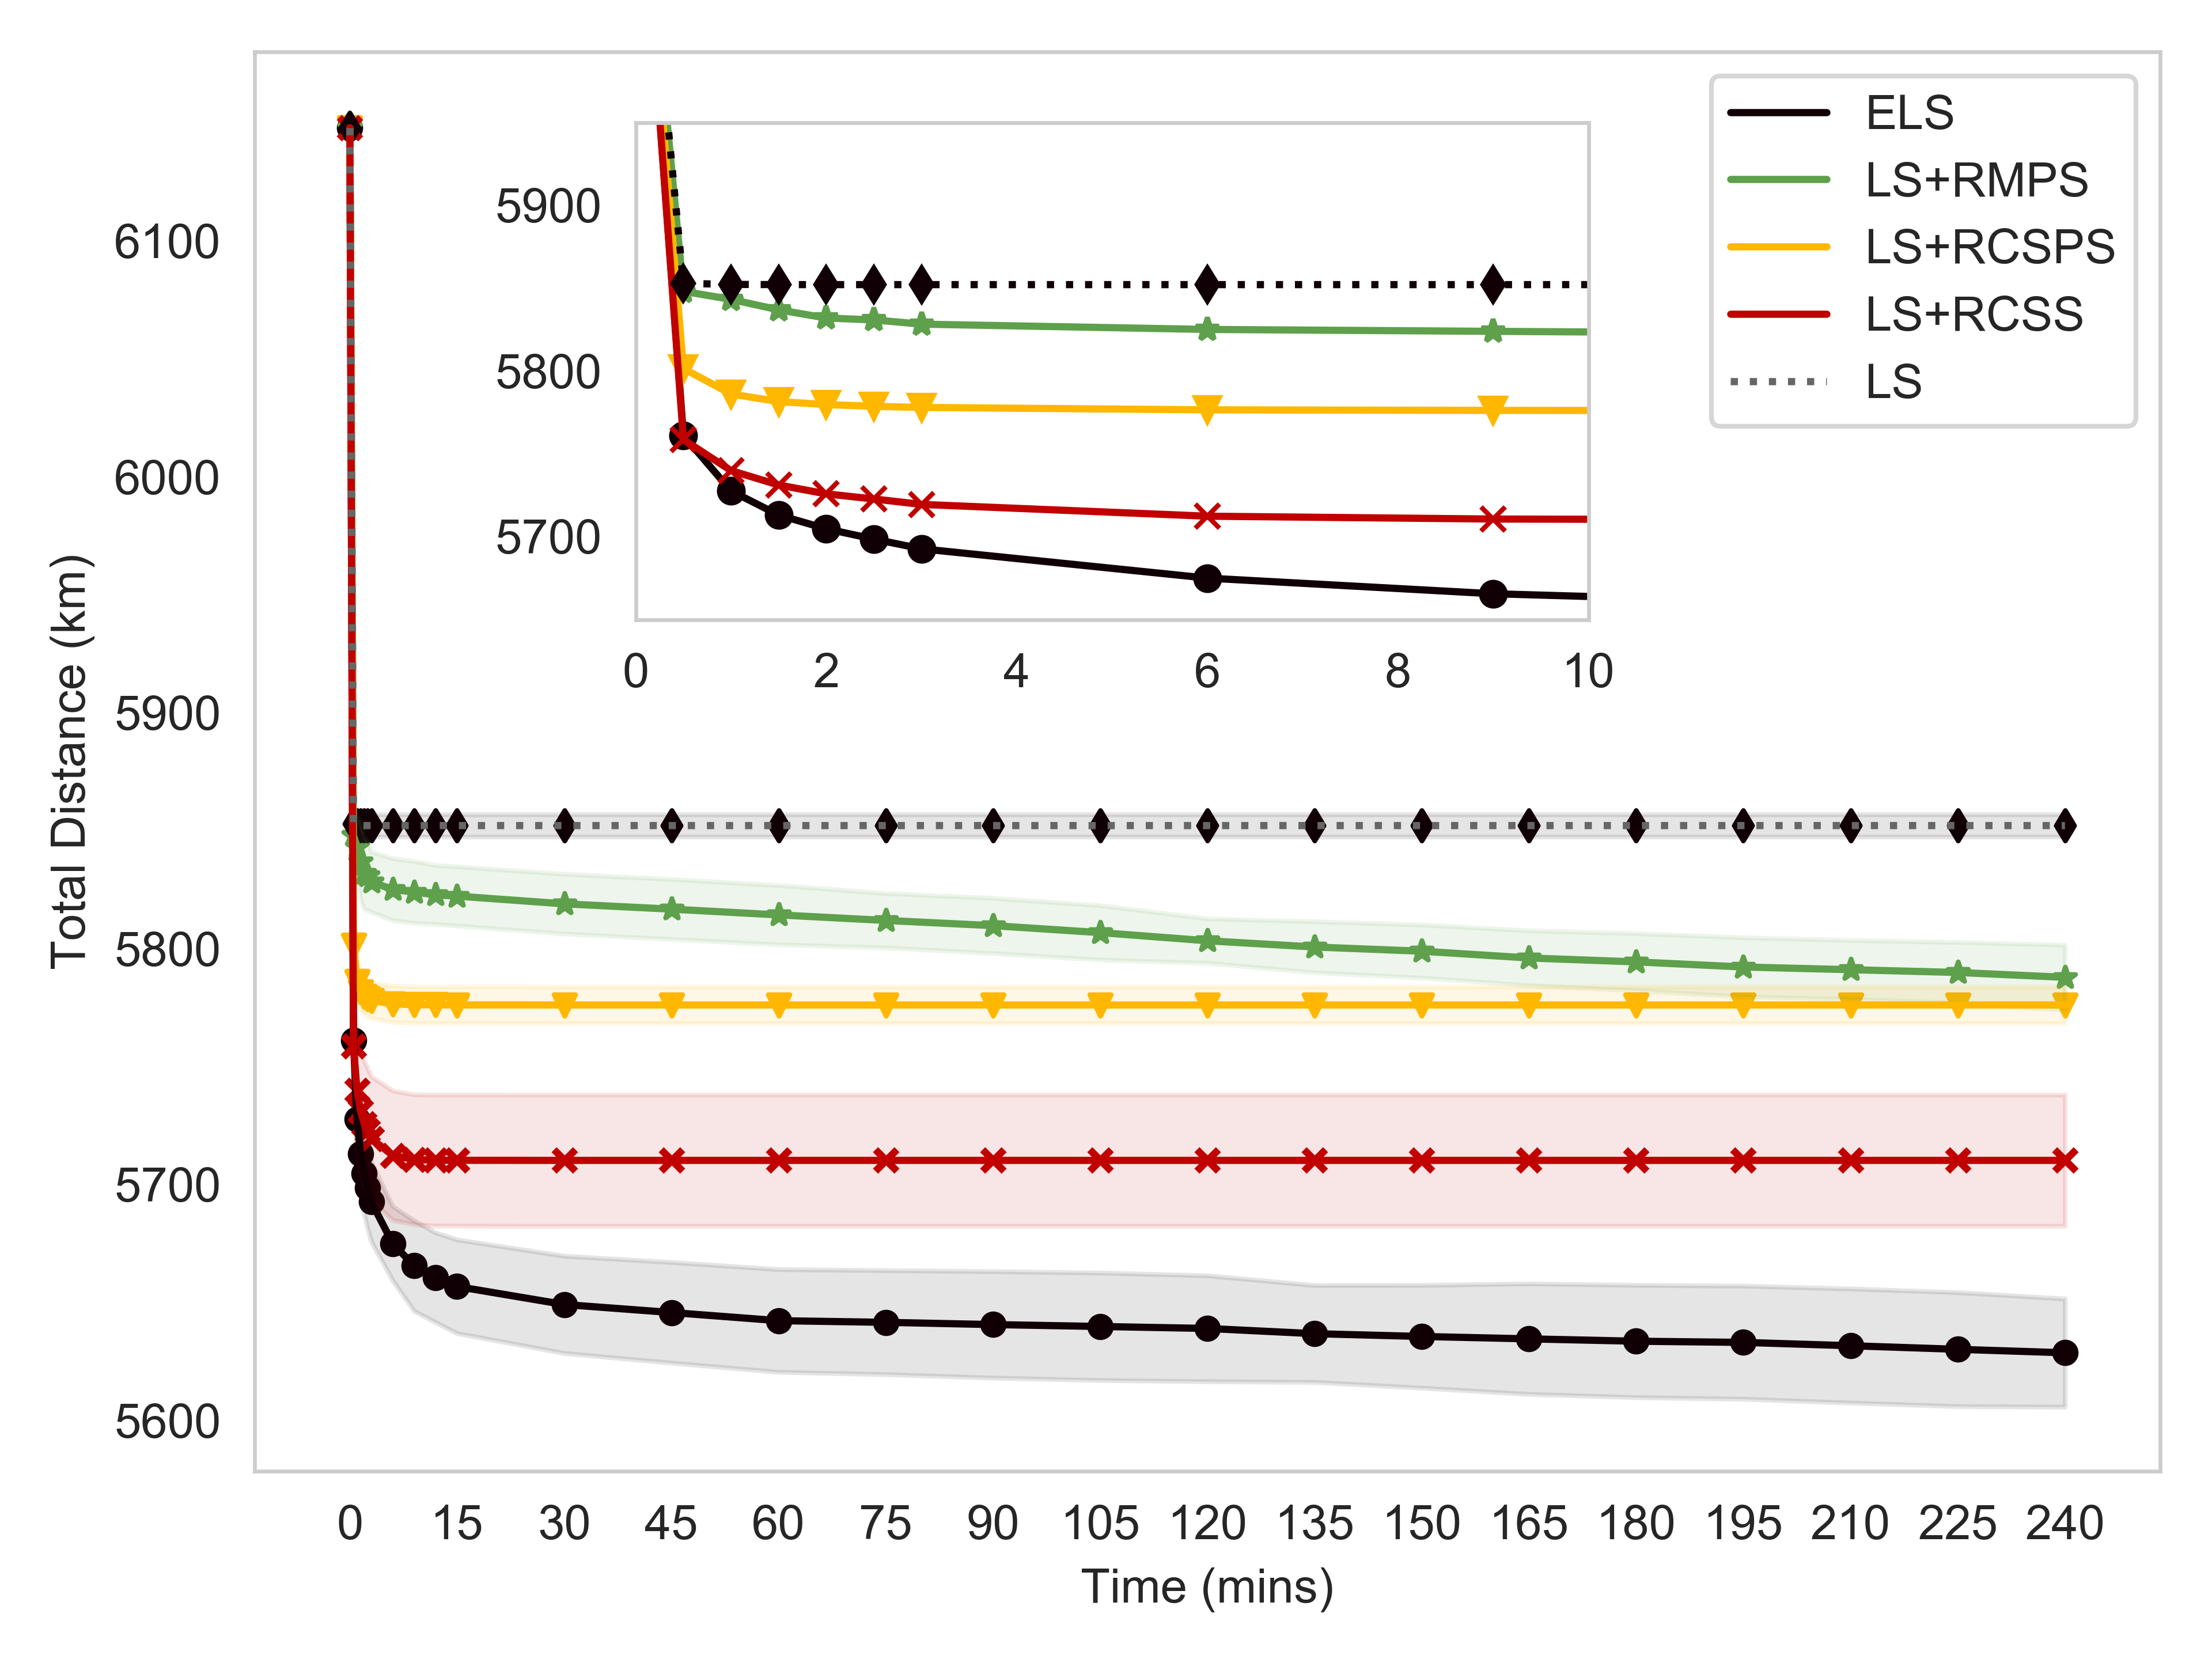 ELS
LS+RMPS
LS+RCSPS
LS+RCSS
LS
5900
5800
5700
0 2 4 6 8 10
6100
6000
5900
5800
5700
5600
Total Distance (km)
0 15 30 45 60 75 90 105 120 135 150 165 180 195 210 225 240
Time (mins)